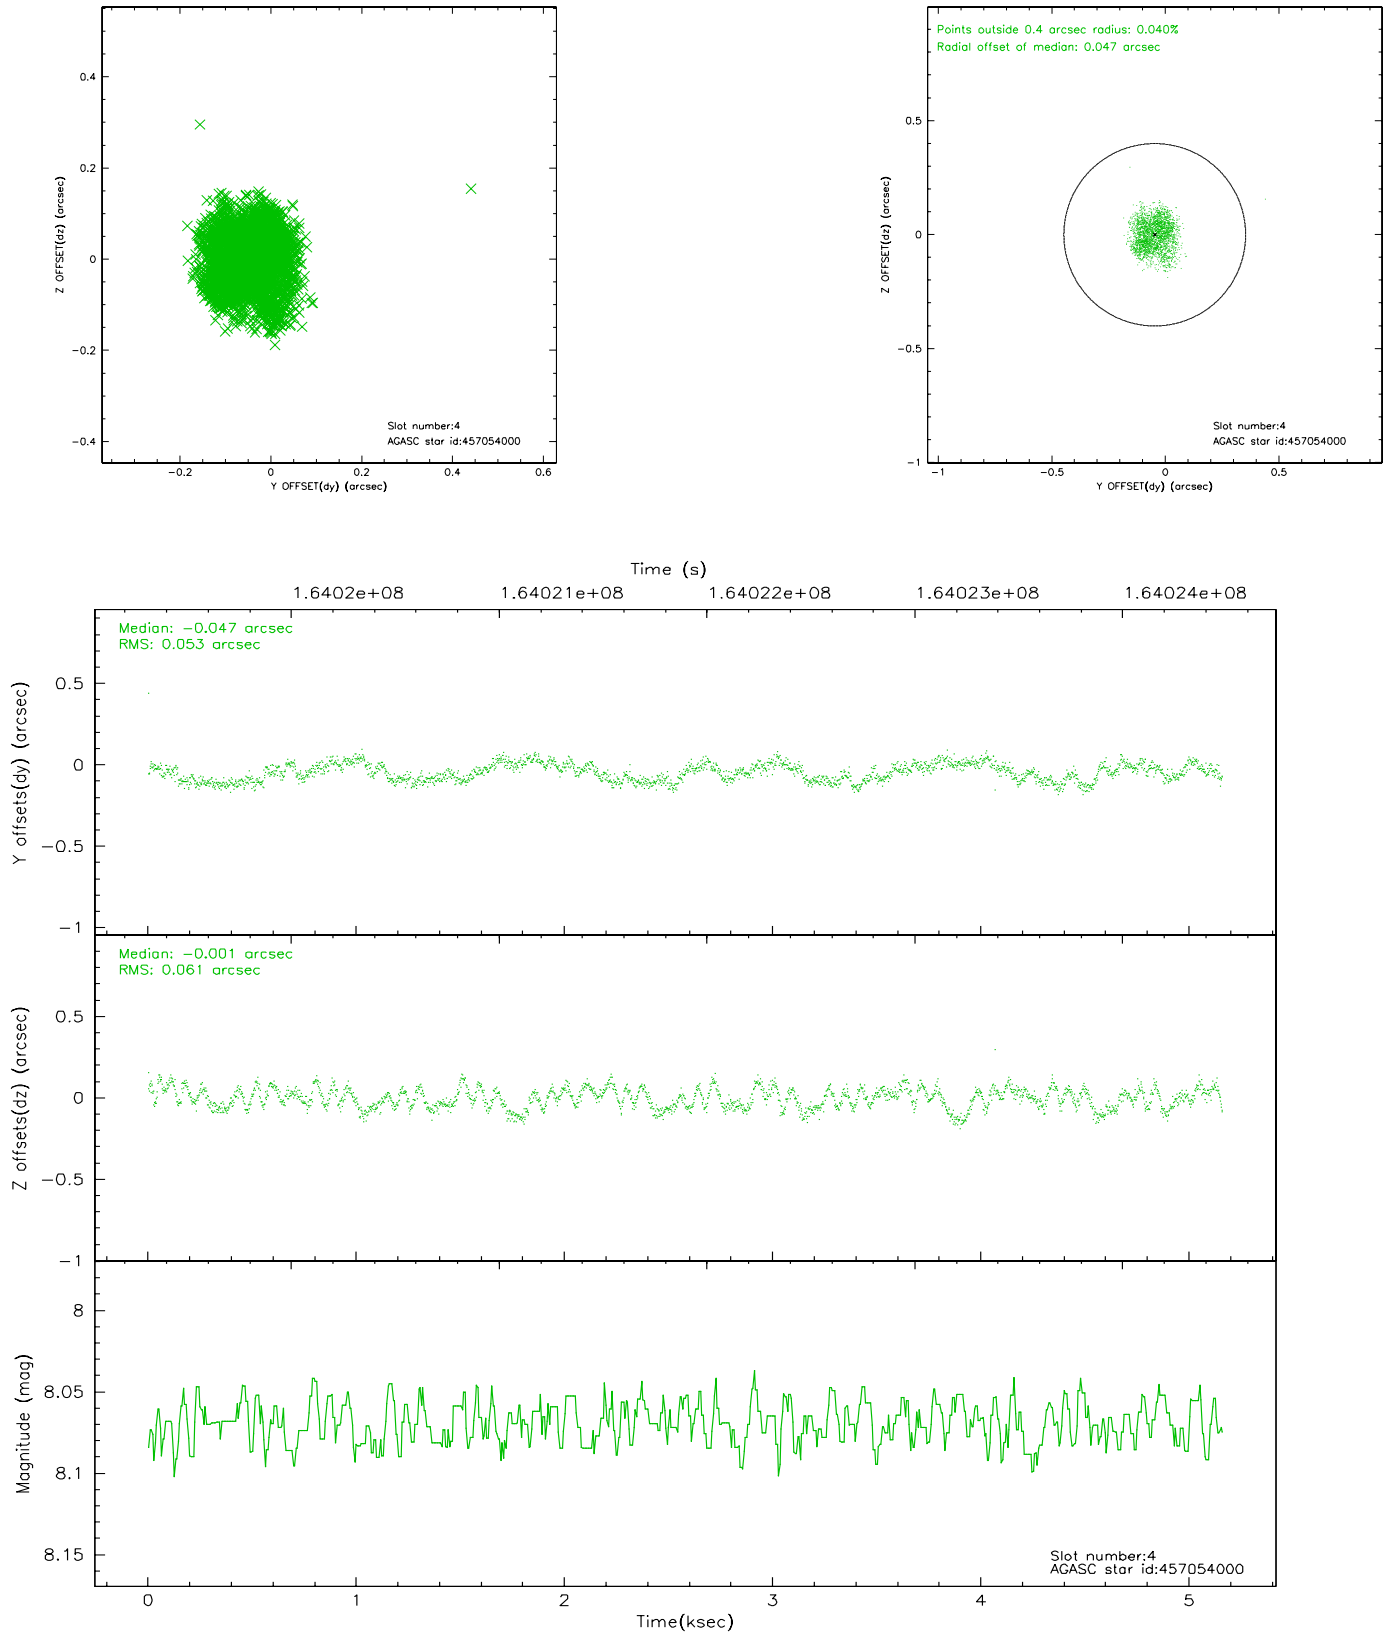 0.4
0.2
0
−0.2
−0.4
Z OFFSET(dz) (arcsec)
−0.2 0 0.2 0.4 0.6
Y OFFSET(dy) (arcsec)
Slot number:4
AGASC star id:457054000
Points outside 0.4 arcsec radius: 0.040%
Radial offset of median: 0.047 arcsec
0.5
0
−0.5
−1
Z OFFSET(dz) (arcsec)
−1 −0.5 0 0.5
Y OFFSET(dy) (arcsec)
Slot number:4
AGASC star id:457054000
Time (s)
1.6402e+08 1.64021e+08 1.64022e+08 1.64023e+08 1.64024e+08
Median: −0.047 arcsec
RMS: 0.053 arcsec
0.5
0
−0.5
−1
Y offsets(dy) (arcsec)
Median: −0.001 arcsec
RMS: 0.061 arcsec
0.5
0
−0.5
−1
Z offsets(dz) (arcsec)
8
8.05
8.1
8.15
Magnitude (mag)
Slot number:4
AGASC star id:457054000
0 1 2 3 4 5
Time(ksec)